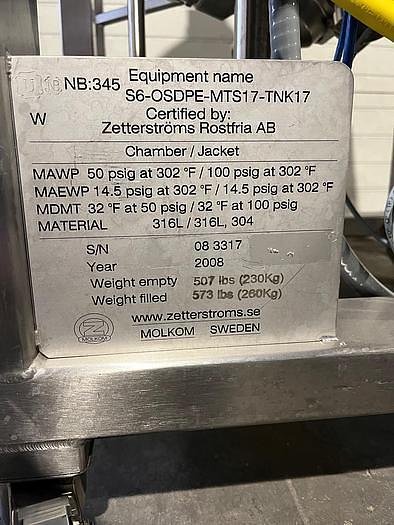 NB:345 Equipment name
S6-OSDPE-MTS17-TNK17
W Certified by:
Zetterströms Rostfria AB
Chamber / Jacket
MAWP 50 psig at 302 °F / 100 psig at 302 °F
MAEWP 14.5 psig at 302 °F / 14.5 psig at 302 °F
MDMT 32 °F at 50 psig / 32 °F at 100 psig
MATERIAL 316L / 316L, 304
S/N 08 3317
Year 2008
Weight empty 507 lbs (230Kg)
Weight filled 573 lbs (260Kg)
www.zetterstroms.se
MOLKOM SWEDEN
Z
MOLKOM